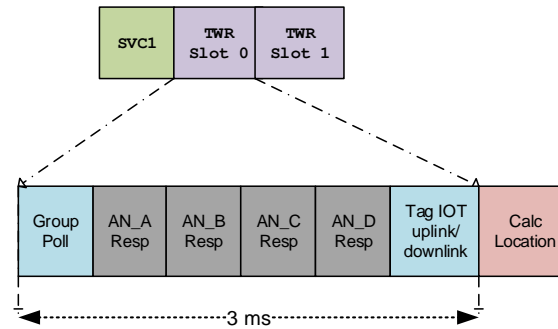 SVC1
TWR
Slot 0
TWR
Slot 1
Group
Poll
AN_A
Resp
AN_B
Resp
AN_C
Resp
AN_D
Resp
Tag IOT
uplink/
downlink
Calc
Location
3 ms